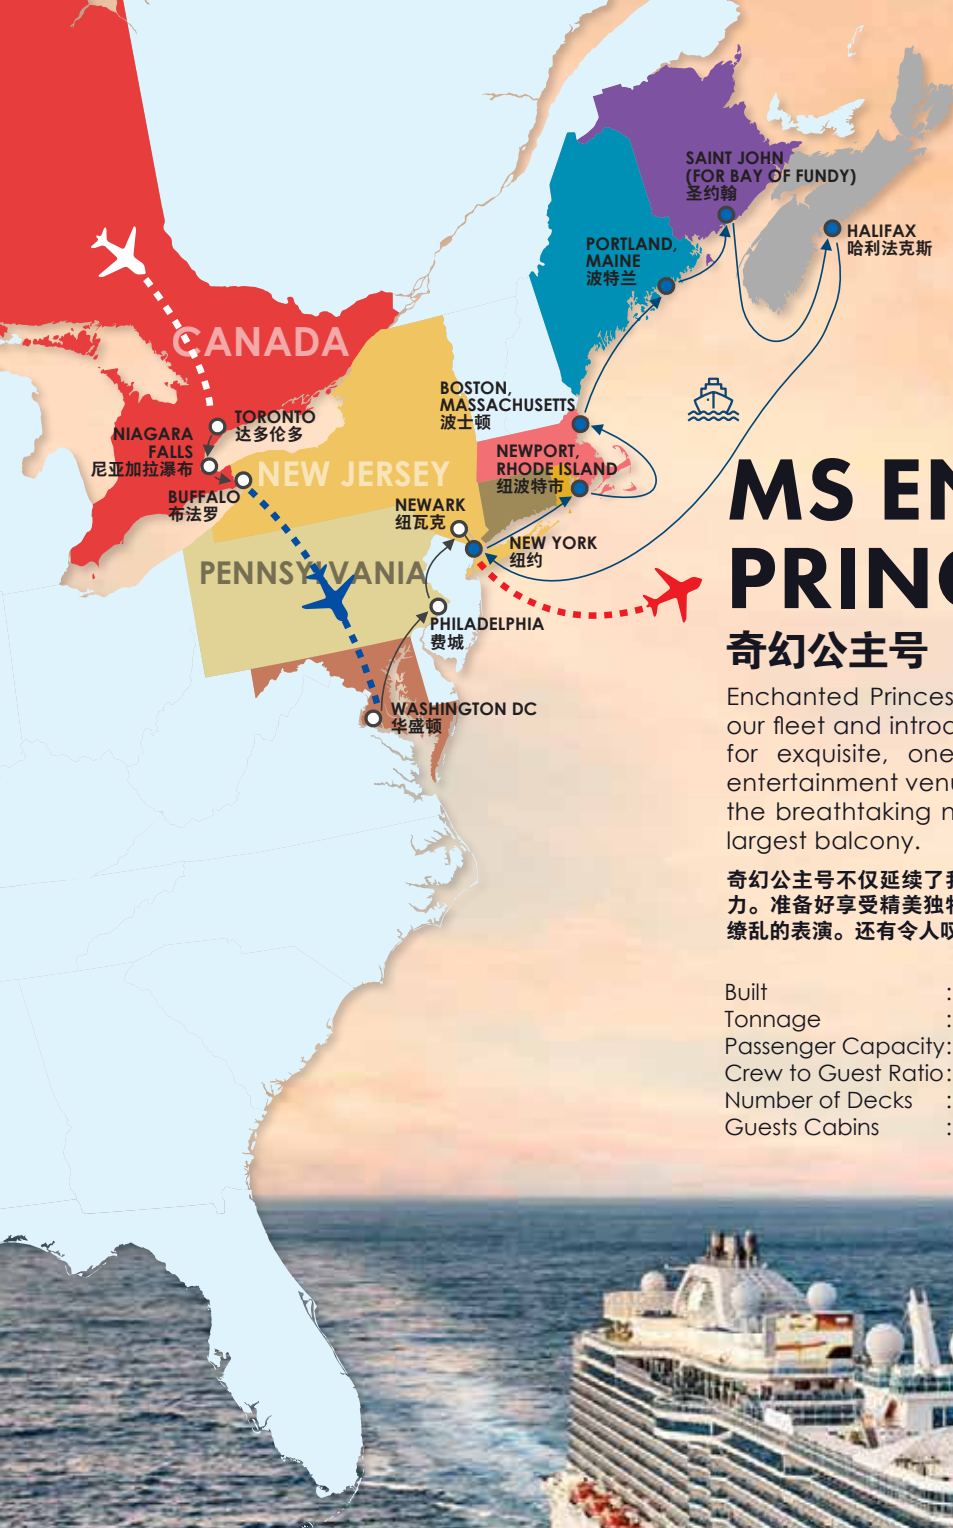 SAINT JOHN
(FOR BAY OF FUNDY)
圣约翰
HALIFAX
哈利法克斯
PORTLAND,
MAINE
波特兰
CANADA
BOSTON,
MASSACHUSETTS
波士顿
TORONTO
达多伦多
NIAGARA
FALLS
尼亚加拉瀑布
NEW JERSEY
NEWPORT,
RHODE ISLAND
纽波特市
BUFFALO
布法罗
NEWARK
纽瓦克
NEW YORK
纽约
PENNSYLVANIA
PHILADELPHIA
费城
WASHINGTON DC
华盛顿
MS EN
PRINC
奇幻公主号
Enchanted Princes
our fleet and introd
for exquisite, one
entertainment venu
the breathtaking n
largest balcony.
奇幻公主号不仅延续了我
力。准备好享受精美独特
缭乱的表演。还有令人叹
Built :
Tonnage :
Passenger Capacity:
Crew to Guest Ratio:
Number of Decks :
Guests Cabins :